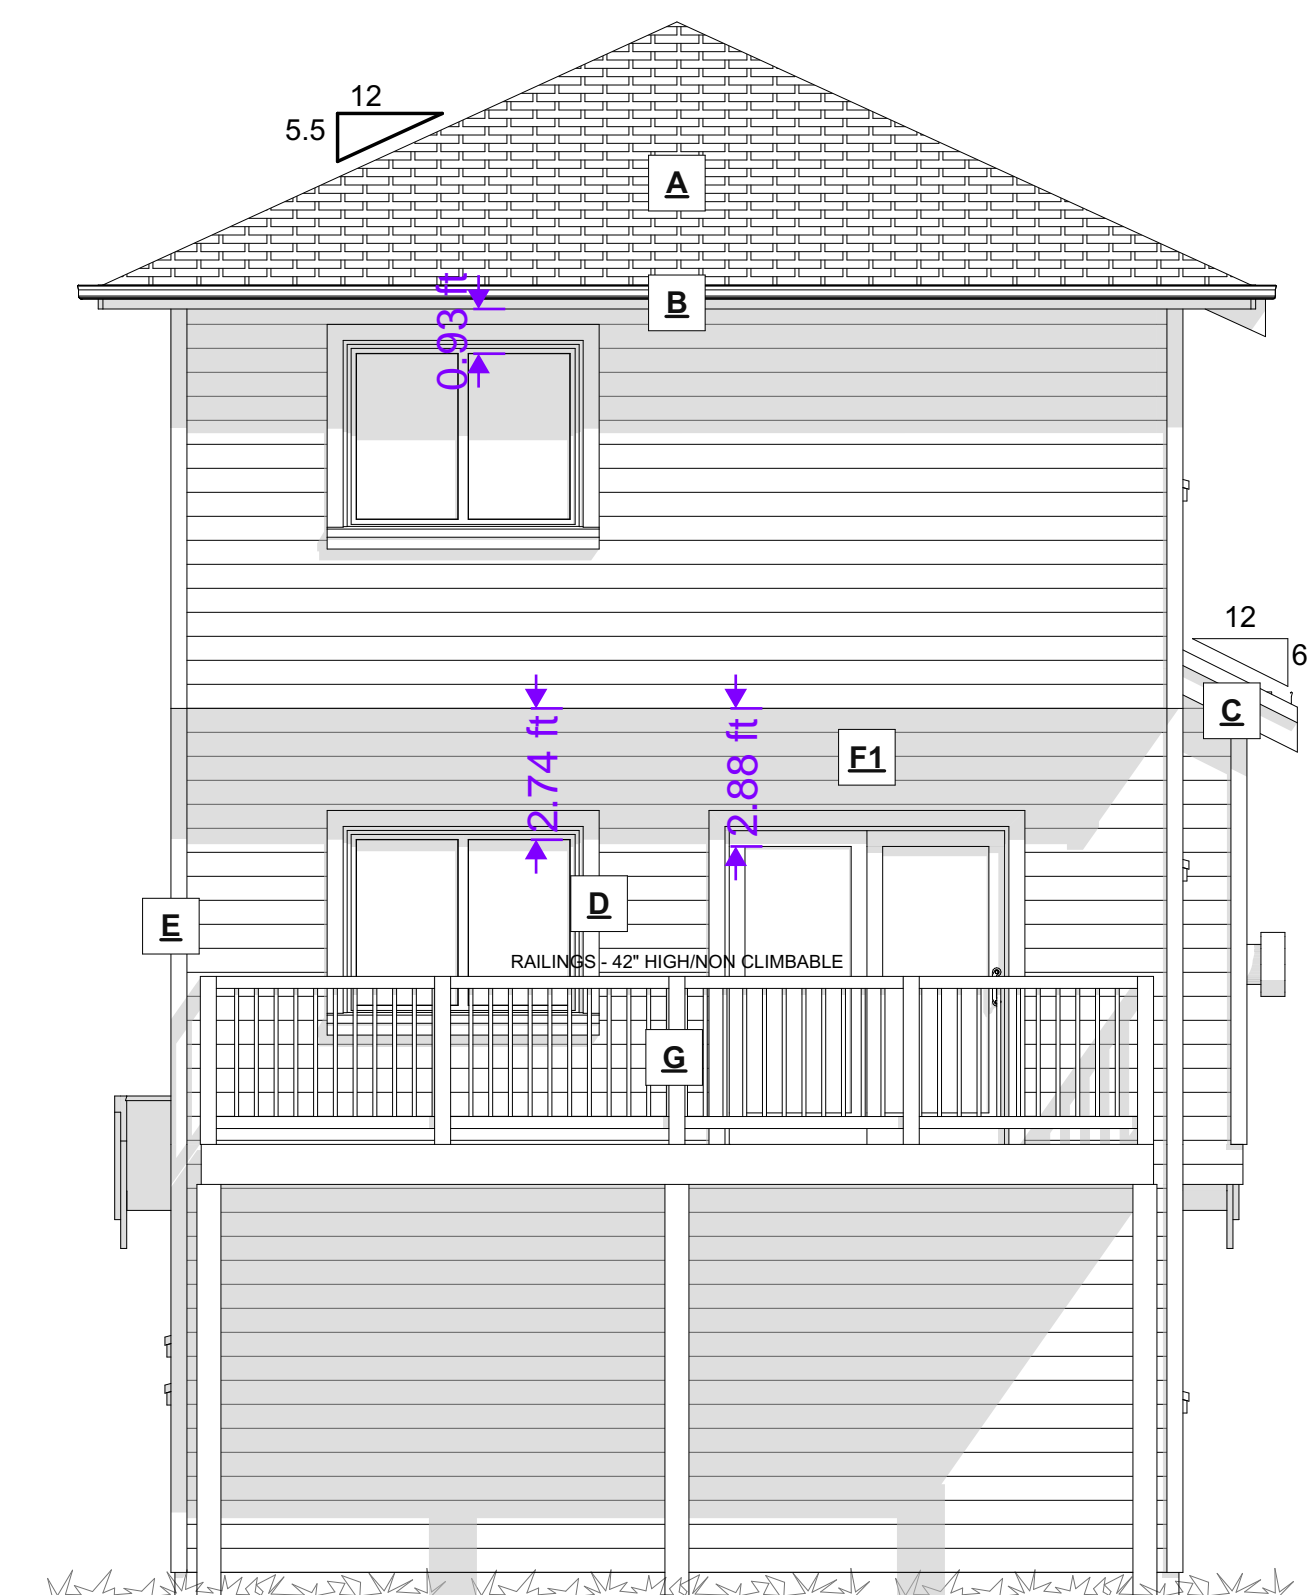 12
5.5
A
B
0.93 ft
12
6
C
2.74 ft
2.88 ft
F1
D
E
RAILINGS - 42" HIGH/NON CLIMBABLE
G